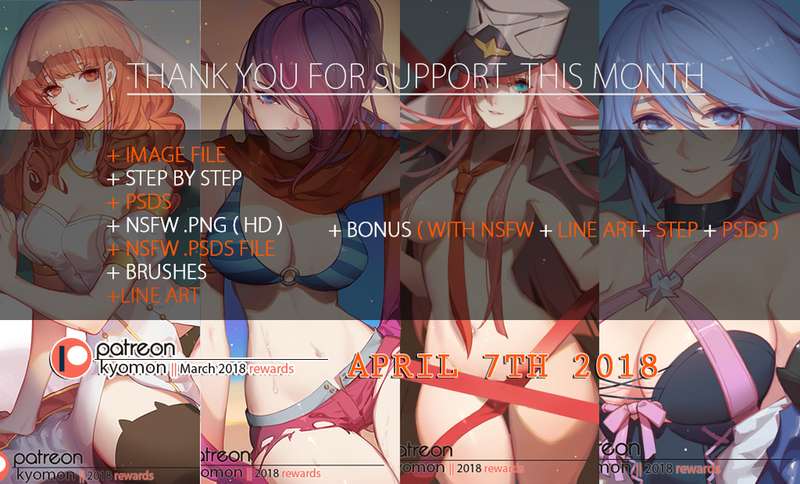 THANK YOU FOR SUPPORT THIS MONTH
+ IMAGE FILE
+ STEP BY STEP
+ PSDS
+ NSFW .PNG ( HD )
+ NSFW .PSDS FILE
+ BRUSHES
+LINE ART
+ BONUS ( WITH NSFW + LINE ART+ STEP + PSDS )
patreon
kyomon || March 2018 rewards
APRIL 7TH 2018
patreon
kyomon || 2018 rewards
patreon
kyomon || 2018 rewards
patreon
kyomon || 2018 rewards
patreon
kyomon || 2018 rewards